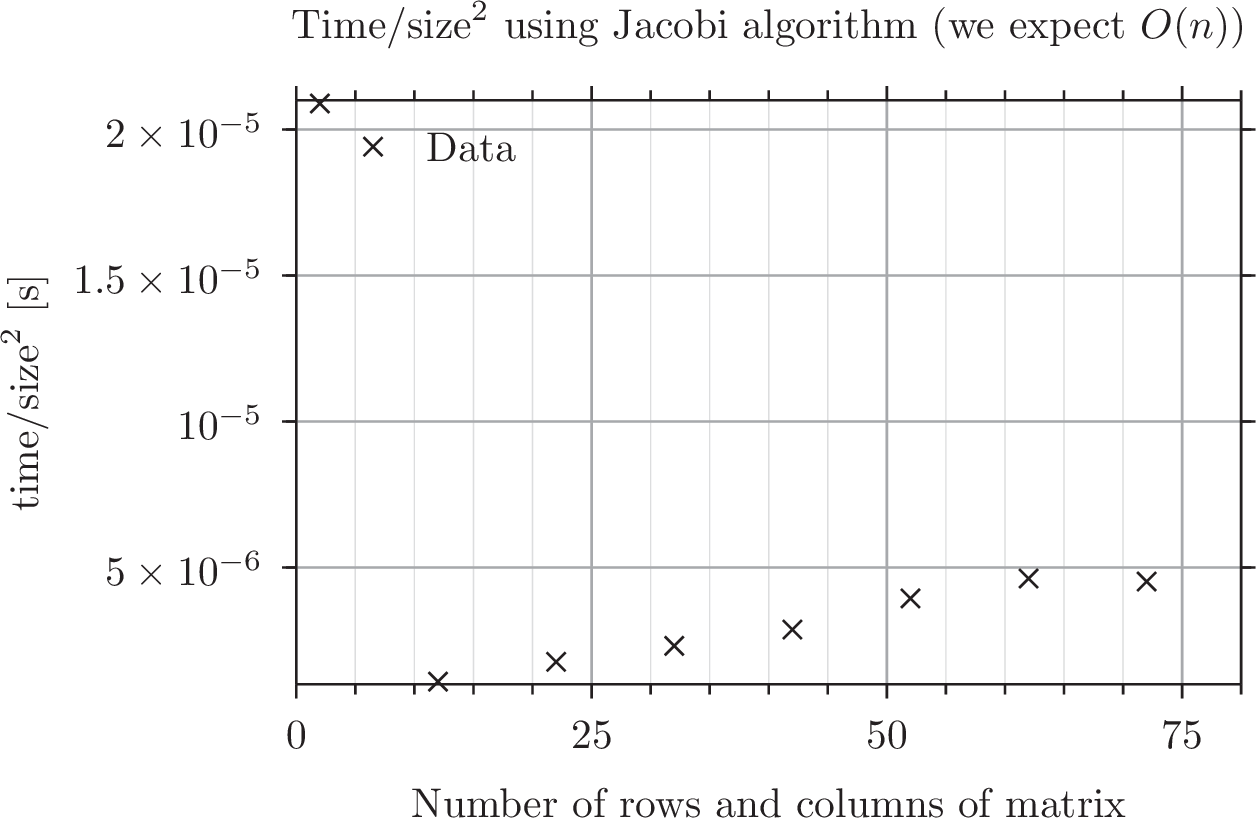 Time/size² using Jacobi algorithm (we expect O(n))
2 × 10⁻⁵
Data
1.5 × 10⁻⁵
10⁻⁵
5 × 10⁻⁶
time/size² [s]
0 25 50 75
Number of rows and columns of matrix